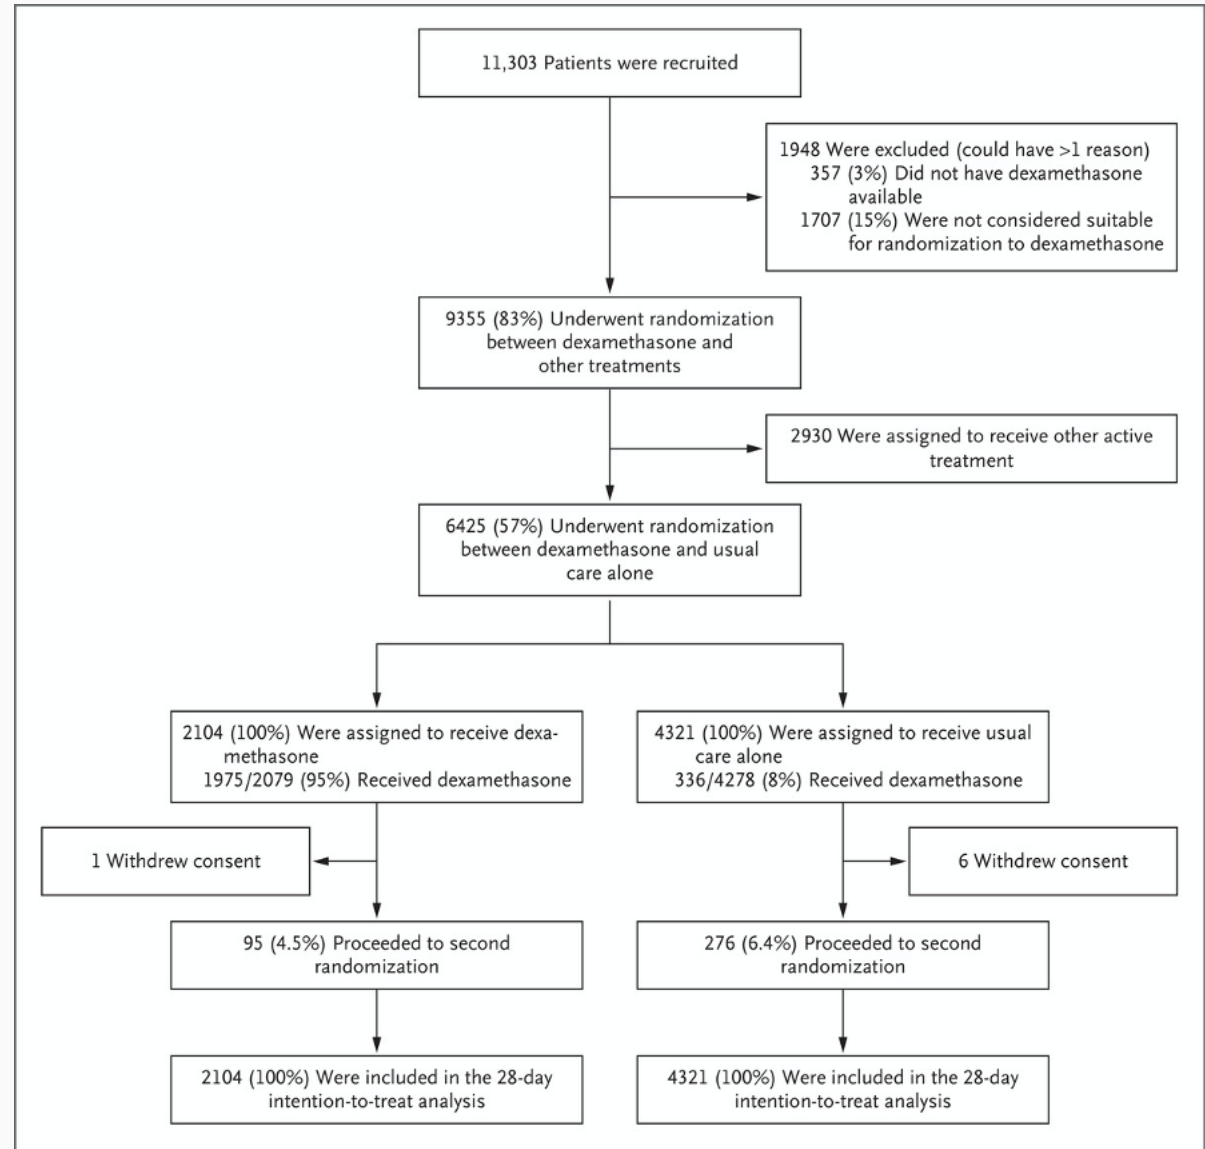 11,303 Patients were recruited
1948 Were excluded (could have >1 reason)
357 (3%) Did not have dexamethasone
available
1707 (15%) Were not considered suitable
for randomization to dexamethasone
9355 (83%) Underwent randomization
between dexamethasone and
other treatments
2930 Were assigned to receive other active
treatment
6425 (57%) Underwent randomization
between dexamethasone and usual
care alone
2104 (100%) Were assigned to receive dexa-
methasone
1975/2079 (95%) Received dexamethasone
4321 (100%) Were assigned to receive usual
care alone
336/4278 (8%) Received dexamethasone
1 Withdrew consent
6 Withdrew consent
95 (4.5%) Proceeded to second
randomization
276 (6.4%) Proceeded to second
randomization
2104 (100%) Were included in the 28-day
intention-to-treat analysis
4321 (100%) Were included in the 28-day
intention-to-treat analysis